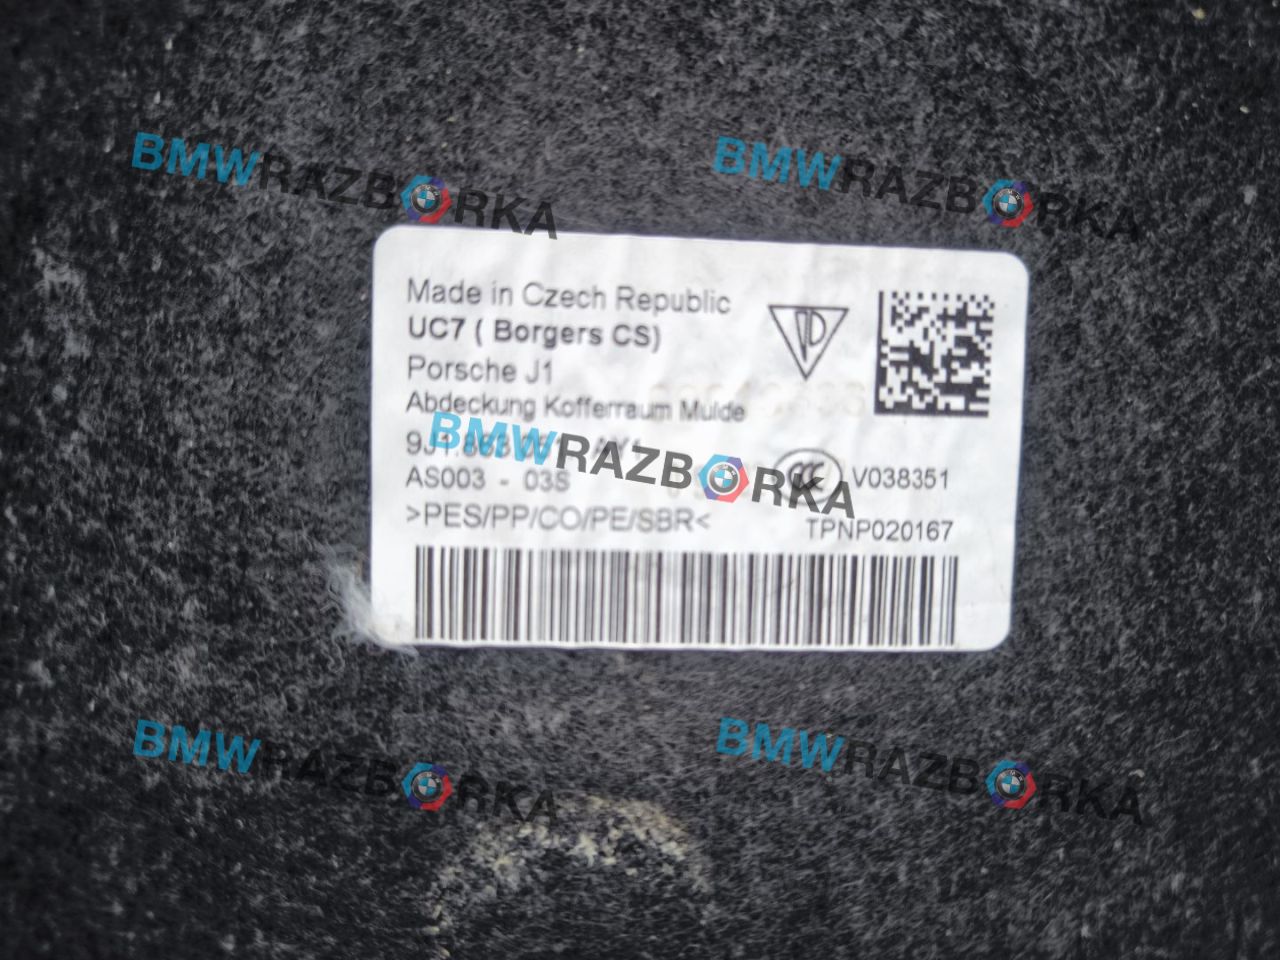 BMWRAZBORKA
BMWRAZBORKA
Made in Czech Republic
UC7 ( Borgers CS)
Porsche J1
Abdeckung Kofferraum Mulde
BMWRAZBORKA
CCC
V038351
AS003 - 03S
>PES/PP/CO/PE/SBR<
TPNP020167
BMWRAZBORKA
BMWRAZBORKA